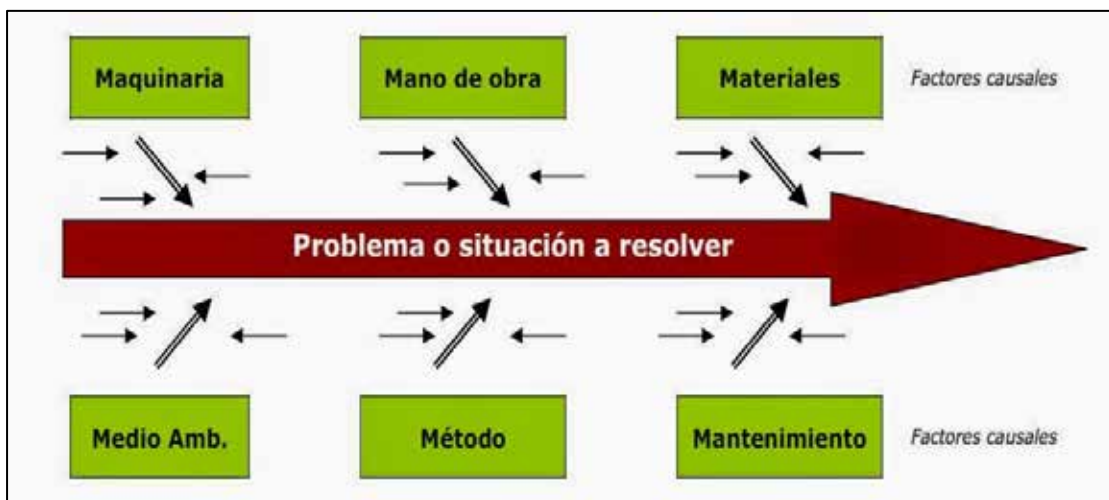 Maquinaria
Mano de obra
Materiales
Factores causales
Problema o situación a resolver
Medio Amb.
Método
Mantenimiento
Factores causales